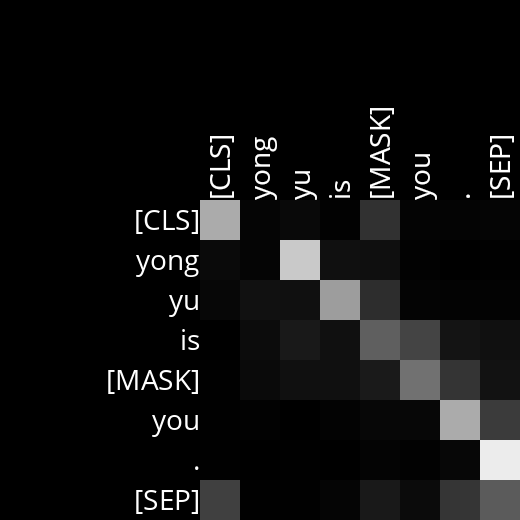 [CLS] yong yu is [MASK] you . [SEP]
[CLS]
yong
yu
is
[MASK]
you
.
[SEP]